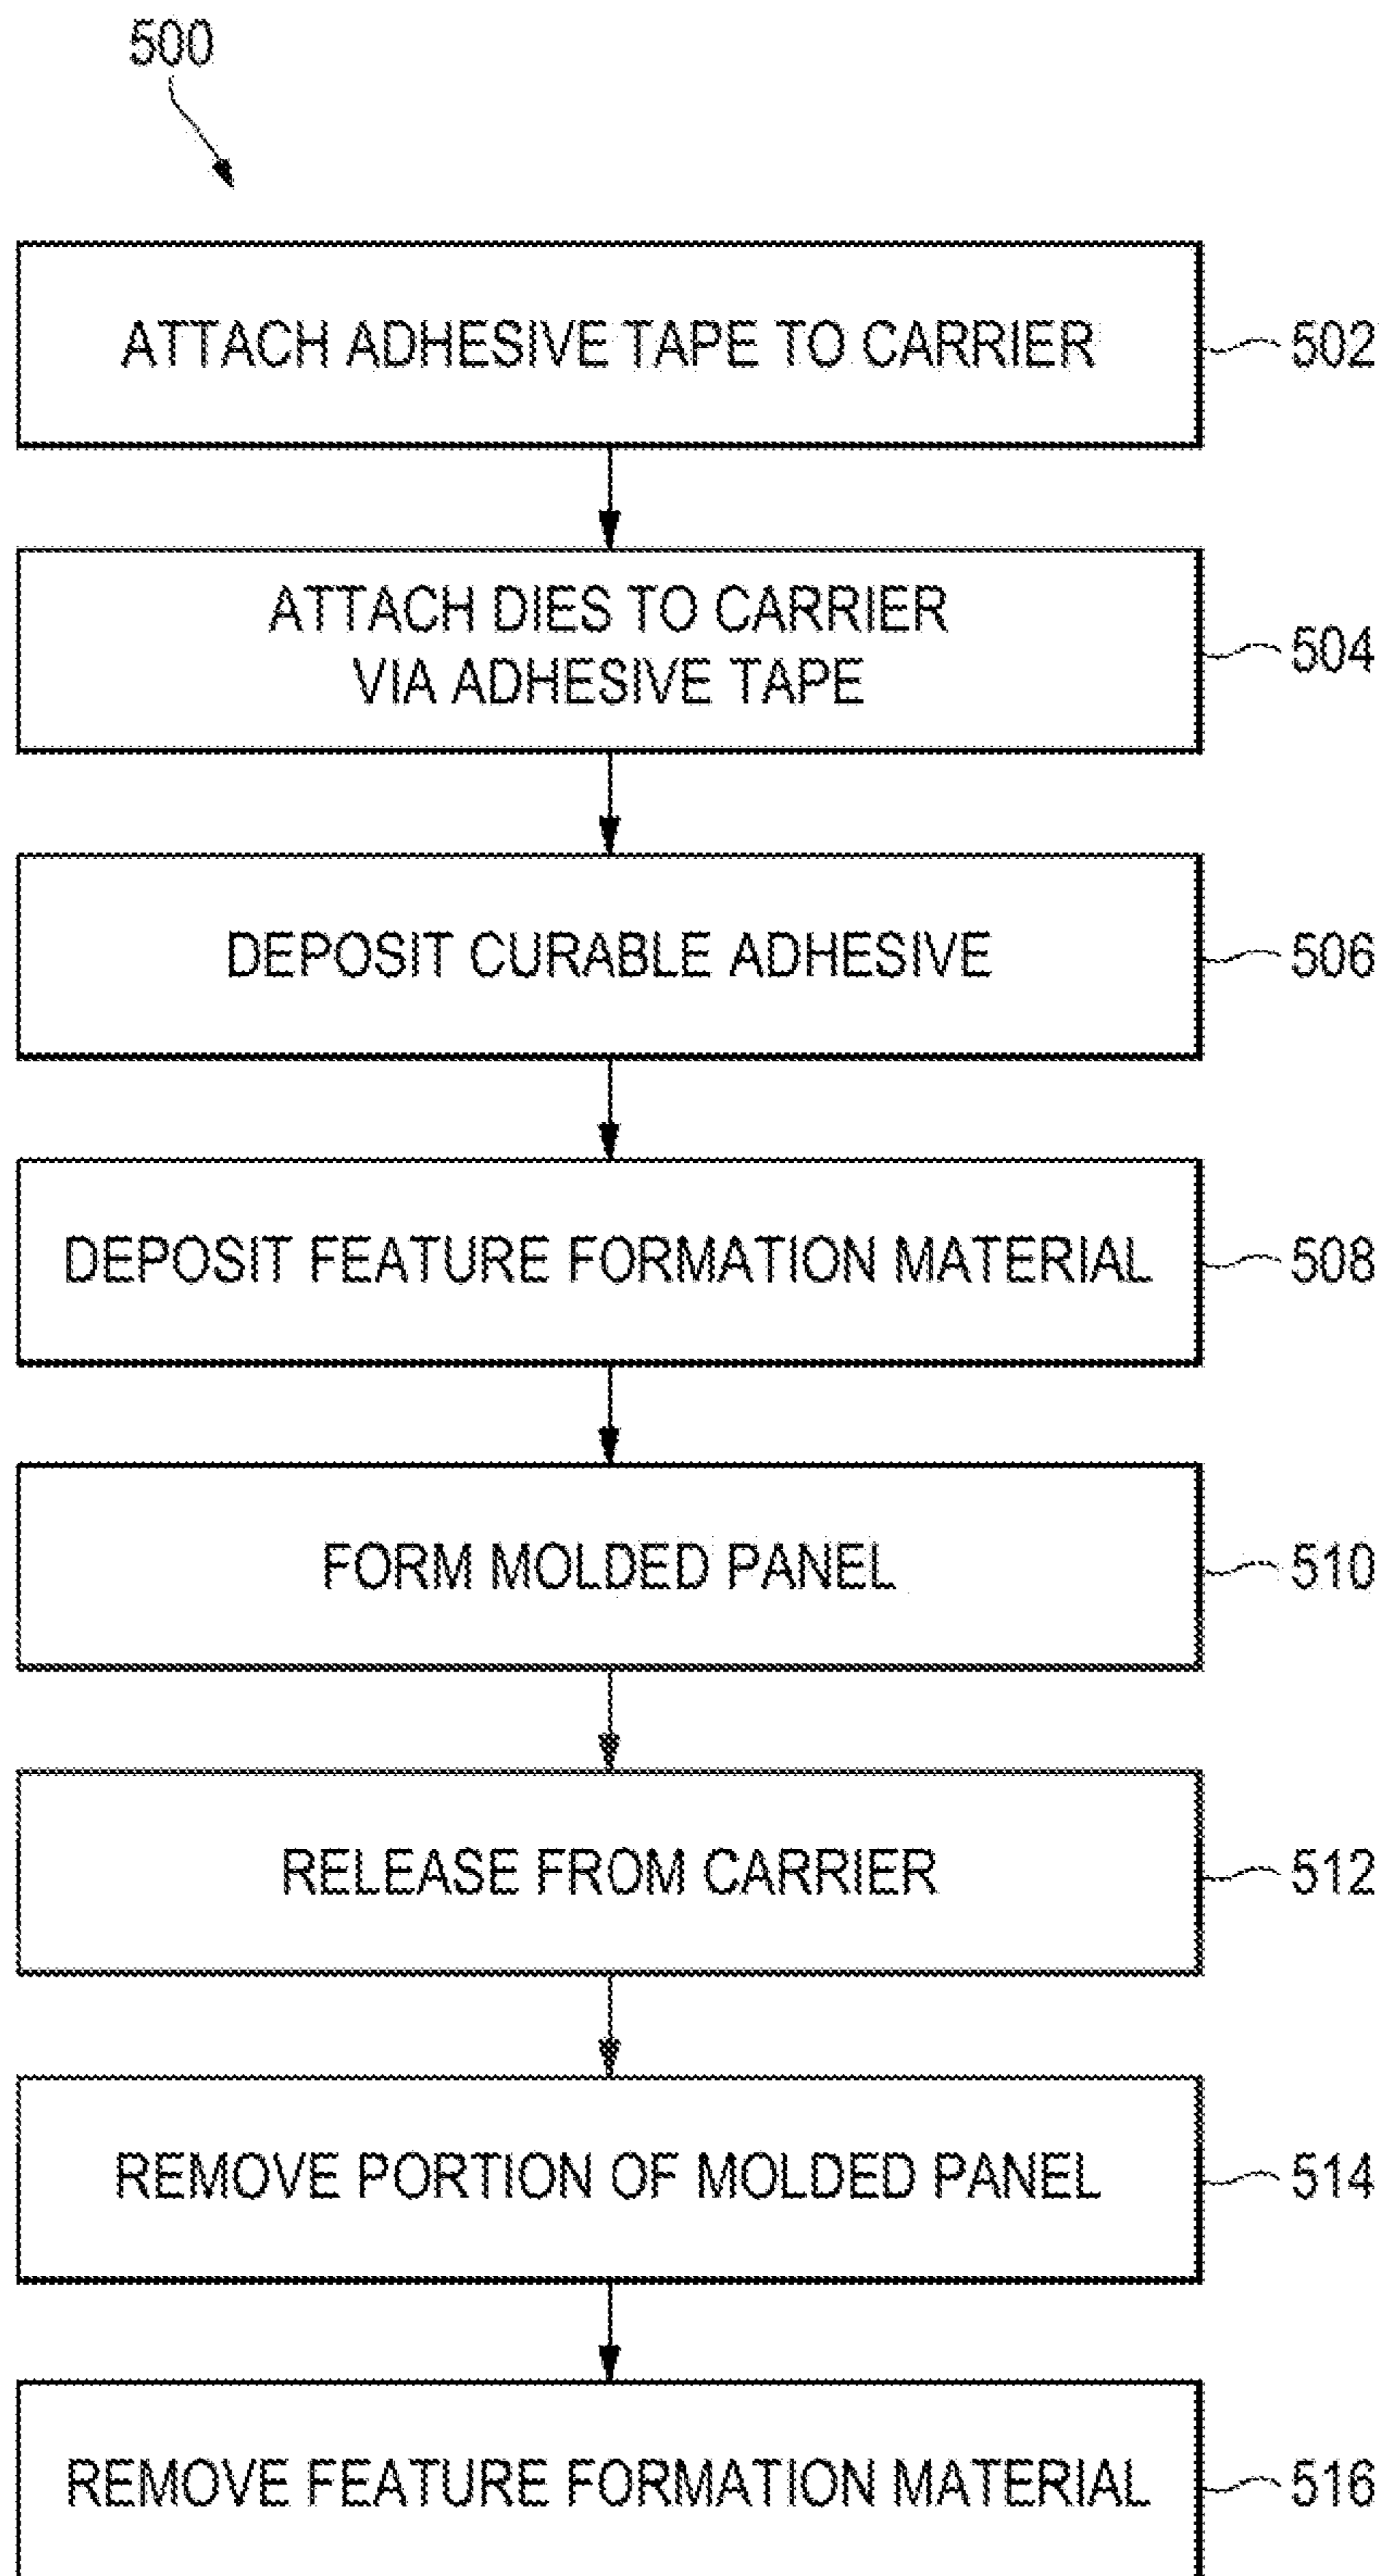 500
ATTACH ADHESIVE TAPE TO CARRIER
502
ATTACH DIES TO CARRIER
VIA ADHESIVE TAPE
504
DEPOSIT CURABLE ADHESIVE
506
DEPOSIT FEATURE FORMATION MATERIAL
508
FORM MOLDED PANEL
510
RELEASE FROM CARRIER
512
REMOVE PORTION OF MOLDED PANEL
514
REMOVE FEATURE FORMATION MATERIAL
516